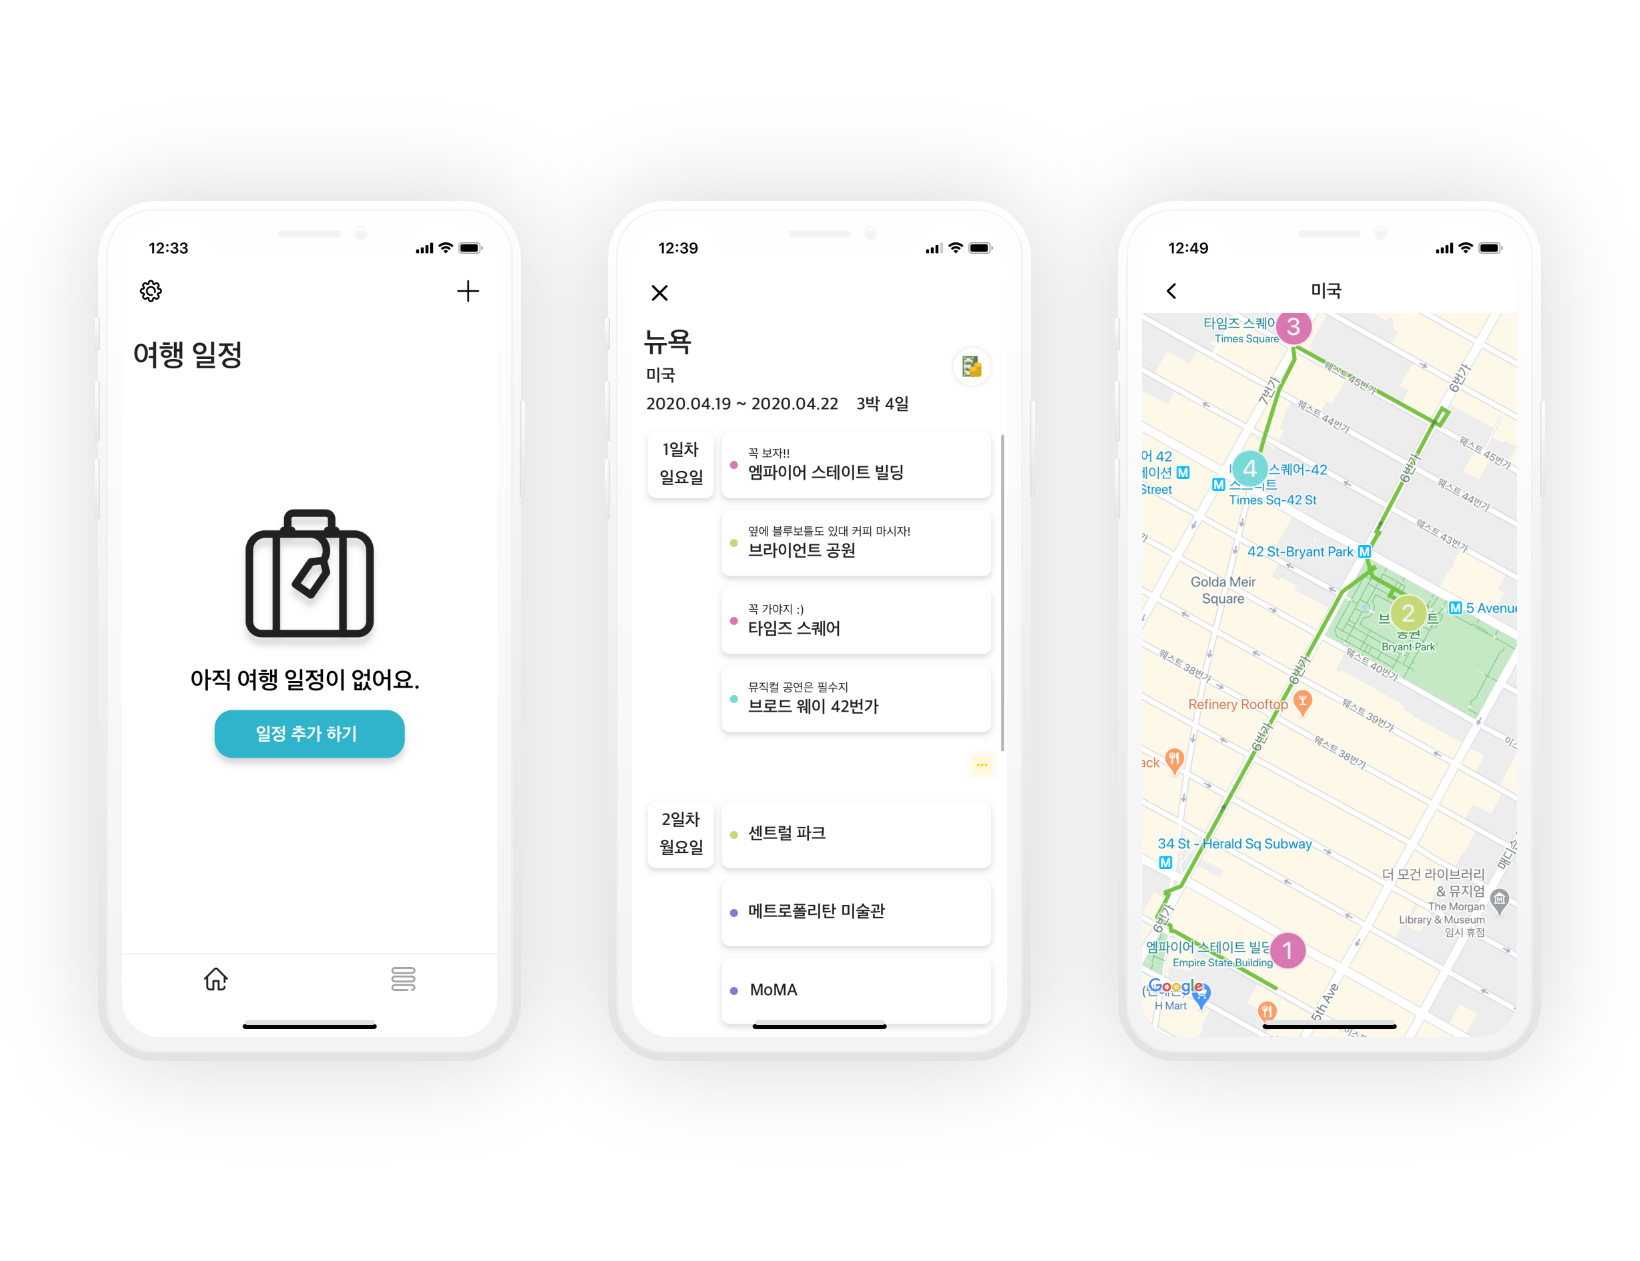 12:33
여행 일정
아직 여행 일정이 없어요.
일정 추가 하기
12:39
뉴욕
미국
2020.04.19 ~ 2020.04.22 3박 4일
1일차
일요일
꼭 보자!!
엠파이어 스테이트 빌딩
옆에 블루보틀도 있대 커피 마시자!
브라이언트 공원
꼭 가야지 :)
타임즈 스퀘어
뮤지컬 공연은 필수지
브로드 웨이 42번가
2일차
월요일
센트럴 파크
메트로폴리탄 미술관
MoMA
12:49
미국
타임즈 스퀘어
Times Square
3
웨스트 45번가
6번가
7번가
웨스트 44번가
웨스트 45번가
어 42
테이션 M
Street
4
스퀘어-42
M
Times Sq-42 St
6번가
웨스트 44번가
웨스트 43번가
42 St-Bryant Park M
Golda Meir
Square
2
M 5 Avenue
공원
Bryant Park
웨스트 38번가
웨스트 40번가
6번가
Refinery Rooftop
웨스트 39번가
6번가
웨스트 38번가
ack
34 St - Herald Sq Subway
M
더 모건 라이브러리
& 뮤지엄
The Morgan
Library & Museum
임시 휴점
6번가
엠파이어 스테이트 빌딩
Empire State Building
1
Google
H Mart
5th Ave